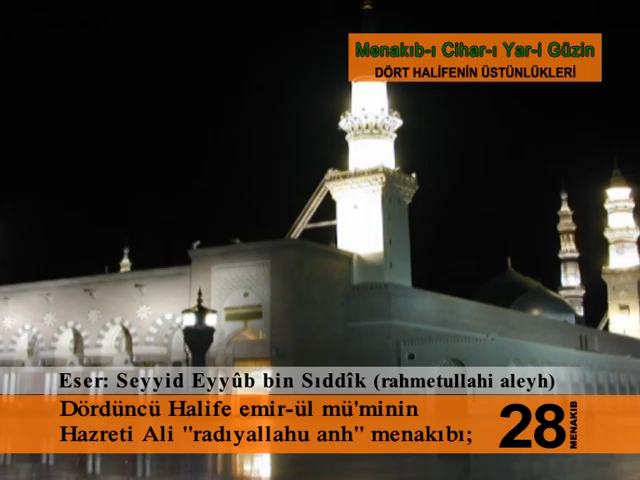 Menakıb-ı Cihar-ı Yar-i Güzin
DÖRT HALİFENİN ÜSTÜNLÜKLERİ
Eser: Seyyid Eyyûb bin Sıddîk (rahmetullahi aleyh)
Dördüncü Halife emir-ül mü'minin
Hazreti Ali "radıyallahu anh" menakıbı;
28
MENAKIB